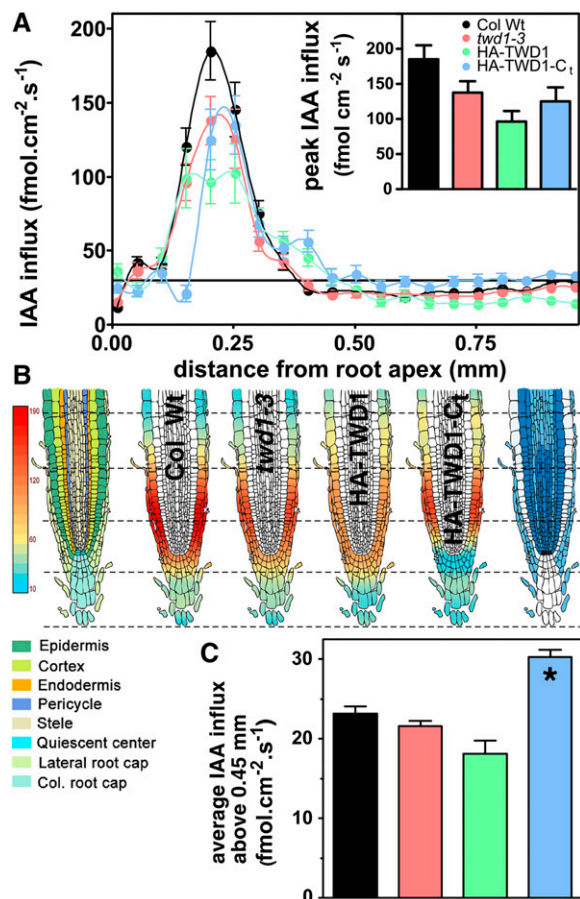 A
IAA influx (fmol.cm⁻².s⁻¹)
200
150
100
50
0
0.01
0.25
0.50
0.75
distance from root apex (mm)
Col Wt
twd1-3
HA-TWD1
HA-TWD1-Ct
peak IAA influx
(fmol cm⁻² s⁻¹)
200
150
100
50
0
B
190
120
60
10
Col Wt
twd1-3
HA-TWD1
HA-TWD1-Ct
Epidermis
Cortex
Endodermis
Pericycle
Stele
Quiescent center
Lateral root cap
Col. root cap
C
average IAA influx
above 0.45 mm
(fmol.cm⁻².s⁻¹)
30
20
10
0
*